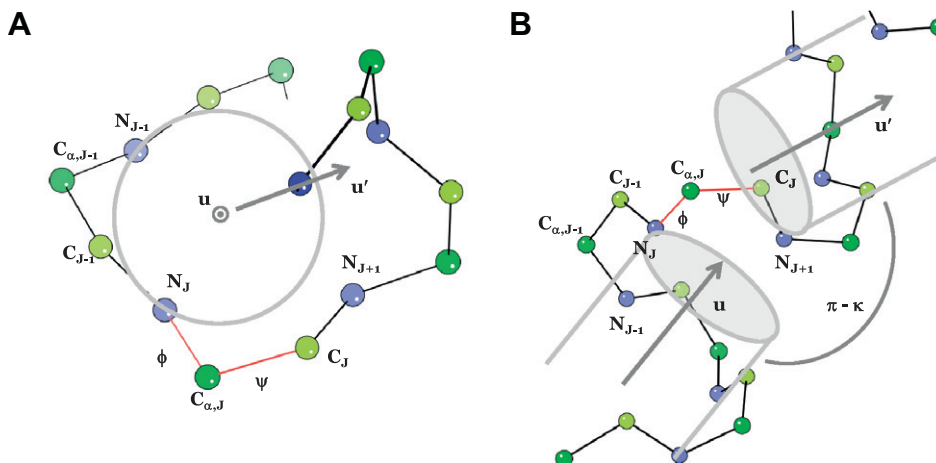 A
N_J-1
C_α,J-1
u
u'
C_J-1
N_J
N_J+1
ϕ
C_J
ψ
C_α,J
B
u'
C_J-1
C_α,J
C_J
ψ
ϕ
C_α,J-1
N_J
N_J+1
u
N_J-1
π - κ